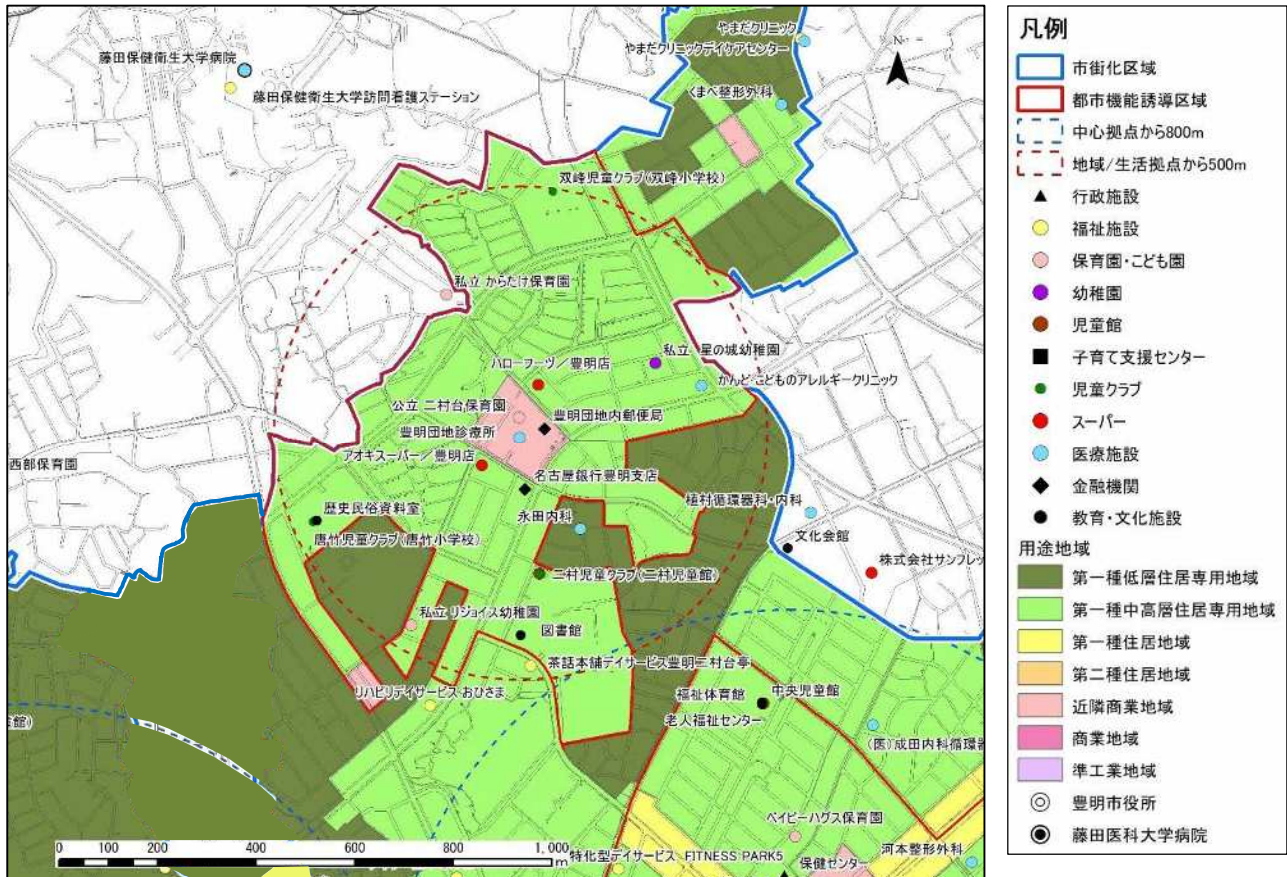 やまだクリニック
やまだクリニックデイケアセンター
N
藤田保健衛生大学病院
藤田保健衛生大学訪問看護ステーション
くまべ整形外科
双峰児童クラブ(双峰小学校)
私立 からたけ保育園
私立 星の城幼稚園
ハローフーヅ/豊明店
かんど・こどものアレルギークリニック
公立 二村台保育園
豊明団地内郵便局
豊明団地診療所
アオキスーパー/豊明店
西部保育園
名古屋銀行豊明支店
植村循環器科・内科
歴史民俗資料室
永田内科
唐竹児童クラブ(唐竹小学校)
文化会館
株式会社サンフレッ
二村児童クラブ(二村児童館)
私立 リジョイス幼稚園
図書館
茶話本舗デイサービス豊明二村台亭
リハビリデイサービス おひさま
福祉体育館
中央児童館
老人福祉センター
館)
(医)成田内科循環器
ベイビーハグス保育園
0 100 200 400 600 800 1,000 m
特化型デイサービス FITNESS PARK5
保健センター
河本整形外科
凡例
市街化区域
都市機能誘導区域
中心拠点から800m
地域/生活拠点から500m
行政施設
福祉施設
保育園・こども園
幼稚園
児童館
子育て支援センター
児童クラブ
スーパー
医療施設
金融機関
教育・文化施設
用途地域
第一種低層住居専用地域
第一種中高層住居専用地域
第一種住居地域
第二種住居地域
近隣商業地域
商業地域
準工業地域
豊明市役所
藤田医科大学病院